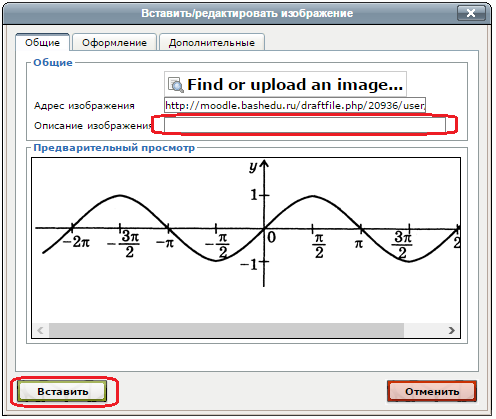 Вставить/редактировать изображение
Общие Оформление Дополнительные
Общие
Find or upload an image...
Адрес изображения http://moodle.bashedu.ru/draftfile.php/20936/user
Описание изображения
Предварительный просмотр
y
1
-2π -3π/2 -π -π/2 0 π/2 π 3π/2 2
-1
Вставить Отменить